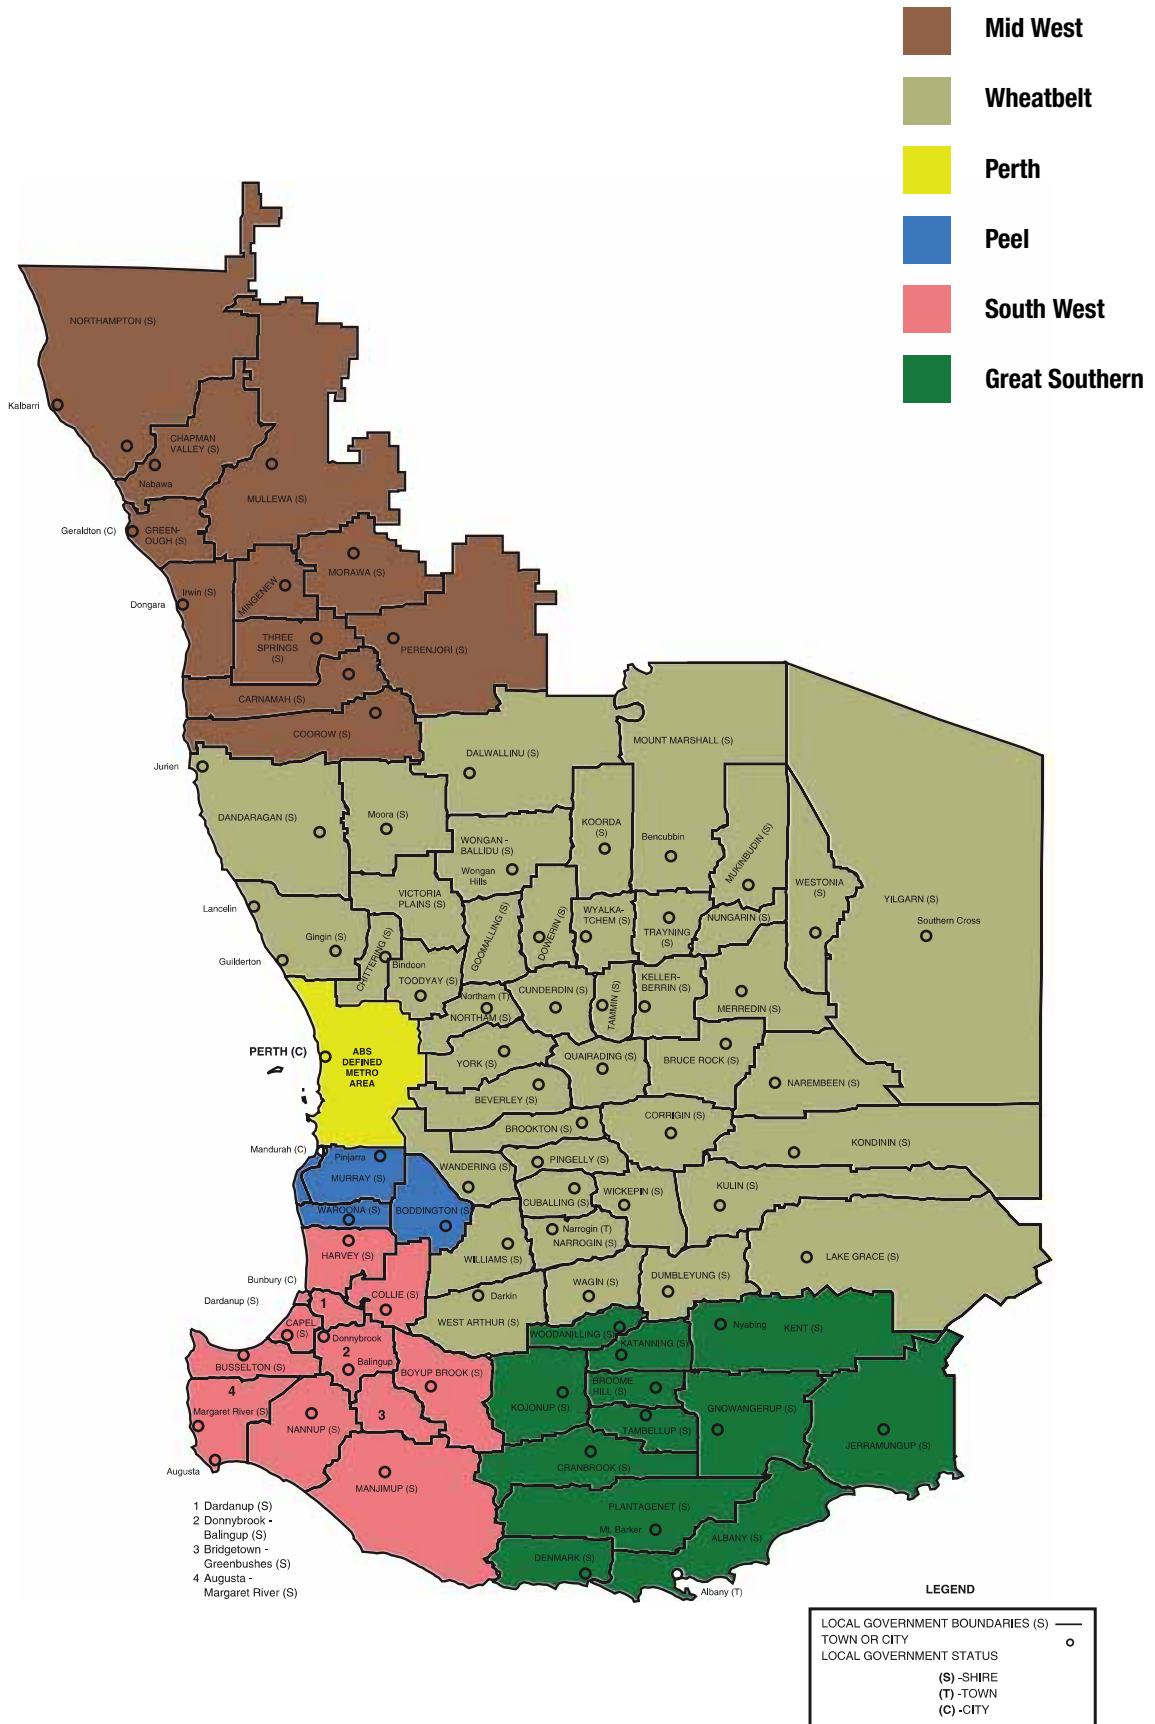 Mid West
Wheatbelt
Perth
Peel
South West
Great Southern
NORTHAMPTON (S)
Kalbarri
CHAPMAN
VALLEY (S)
Nabawa
MULLEWA (S)
Geraldton (C)
GREEN-
OUGH (S)
MORAWA (S)
MINGENEW
Irwin (S)
Dongara
THREE
SPRINGS
(S)
PERENJORI (S)
CARNAMAH (S)
COOROW (S)
MOUNT MARSHALL (S)
DALWALLINU (S)
Jurien
DANDARAGAN (S)
Moora (S)
KOORDA
(S)
WONGAN -
BALLIDU (S)
Wongan
Hills
Bencubbin
MUKINBUDIN (S)
WESTONIA
(S)
YILGARN (S)
Southern Cross
VICTORIA
PLAINS (S)
Lancelin
GOOMALLING (S)
DOWERIN (S)
WYALKA-
TCHEM (S)
TRAYNING
(S)
NUNGARIN (S)
Gingin (S)
CHITTERING (S)
Bindoon
Guilderton
TOODYAY (S)
Northam (T)
NORTHAM (S)
CUNDERDIN (S)
TAMMIN (S)
KELLER-
BERRIN (S)
MERREDIN (S)
PERTH (C)
ABS
DEFINED
METRO
AREA
YORK (S)
QUAIRADING (S)
BRUCE ROCK (S)
NAREMBEEN (S)
BEVERLEY (S)
BROOKTON (S)
CORRIGIN (S)
KONDININ (S)
Mandurah (C)
Pinjarra
MURRAY (S)
WANDERING (S)
PINGELLY (S)
CUBALLING (S)
WICKEPIN (S)
KULIN (S)
WAROONA (S)
BODDINGTON (S)
Narrogin (T)
NARROGIN (S)
HARVEY (S)
WILLIAMS (S)
LAKE GRACE (S)
Bunbury (C)
COLLIE (S)
Darkin
WAGIN (S)
DUMBLEYUNG (S)
Dardanup (S)
1
CAPEL
(S)
WEST ARTHUR (S)
WOODANILLING (S)
Nyabing
KENT (S)
Donnybrook
2
Balingup
KATANNING (S)
BUSSELTON (S)
BOYUP BROOK (S)
4
BROOME
HILL (S)
Margaret River (S)
KOJONUP (S)
GNOWANGERUP (S)
3
NANNUP (S)
TAMBELLUP (S)
JERRAMUNGUP (S)
Augusta
CRANBROOK (S)
MANJIMUP (S)
PLANTAGENET (S)
Mt. Barker
ALBANY (S)
DENMARK (S)
Albany (T)
1 Dardanup (S)
2 Donnybrook -
Balingup (S)
3 Bridgetown -
Greenbushes (S)
4 Augusta -
Margaret River (S)
LEGEND
LOCAL GOVERNMENT BOUNDARIES (S)
TOWN OR CITY
LOCAL GOVERNMENT STATUS
(S) -SHIRE
(T) -TOWN
(C) -CITY